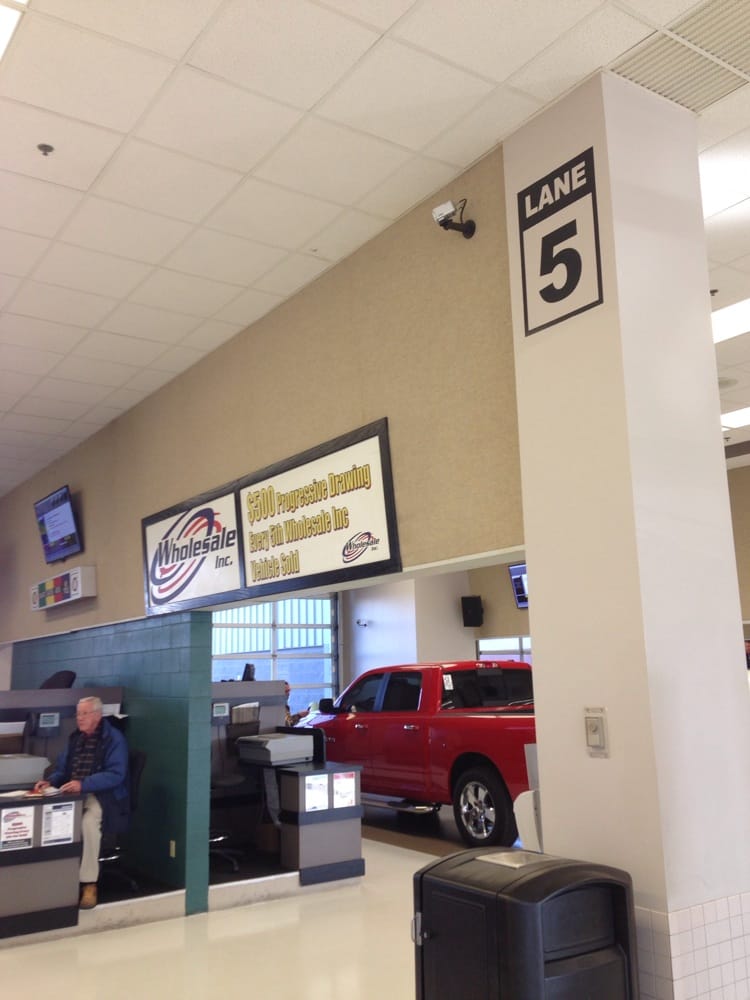 LANE
5
Wholesale
Inc.
$500 Progressive Drawing
Every 5th Wholesale Inc
Vehicle Sold
Wholesale
Inc.